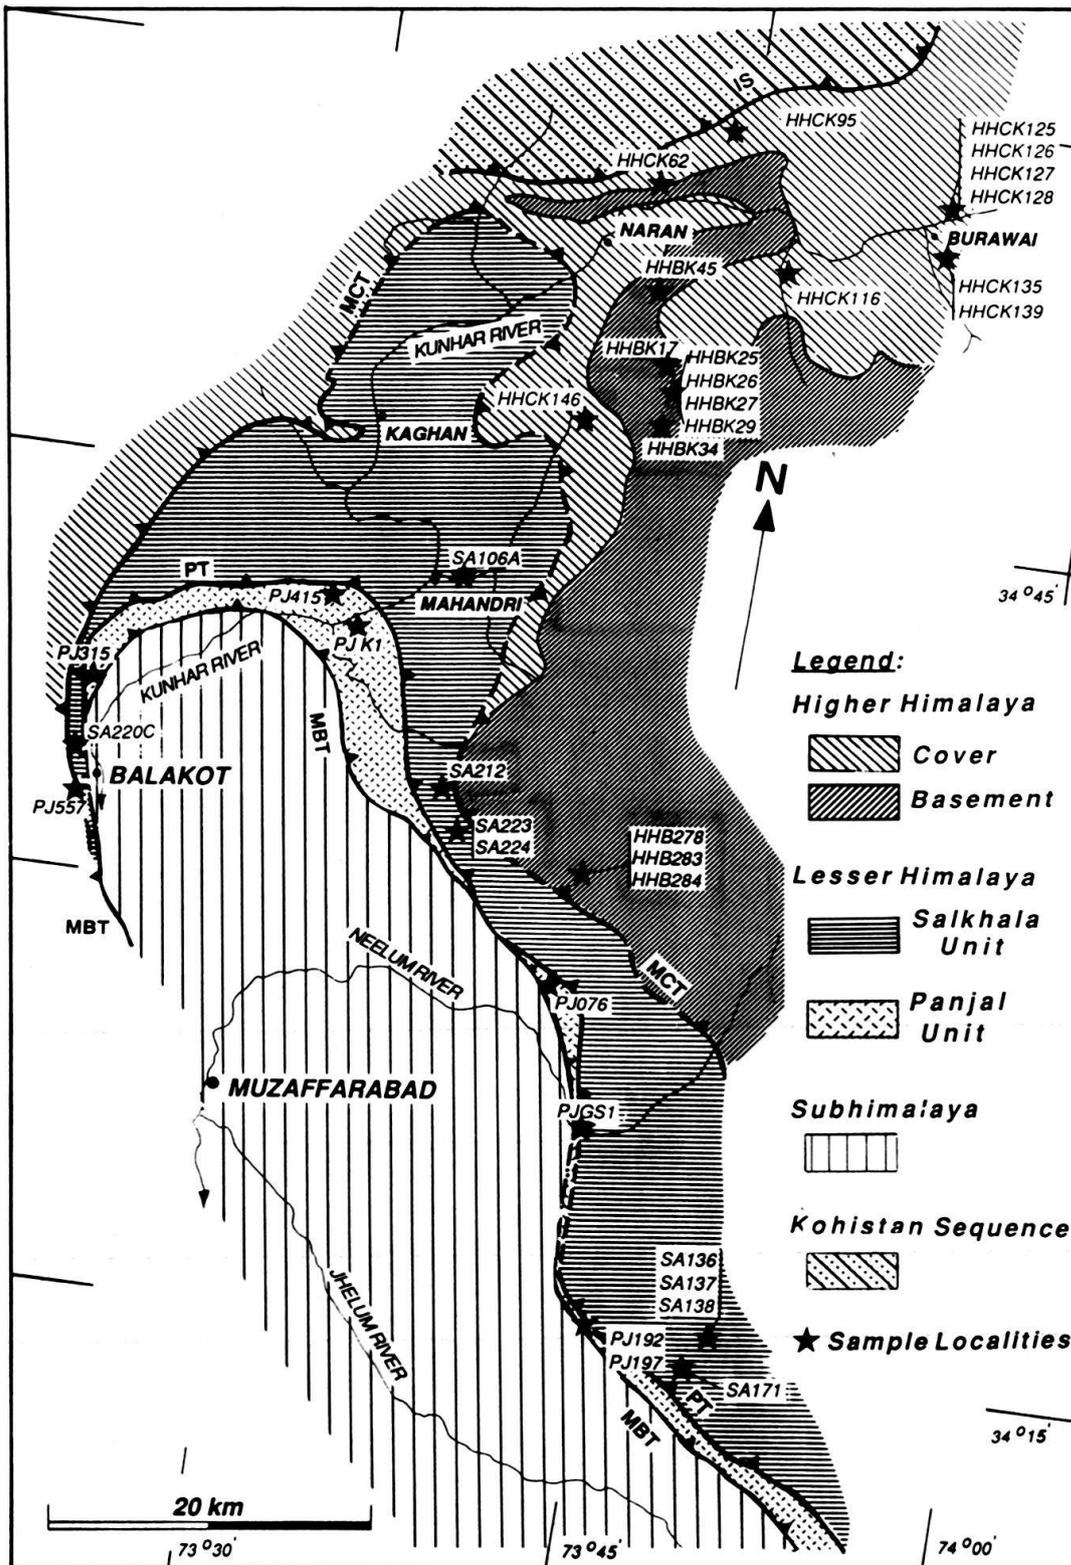 IS
HHCK95
HHCK125
HHCK126
HHCK127
HHCK128
HHCK62
NARAN
BURAWAI
HHBK45
HHCK116
HHCK135
HHCK139
MCT
KUNHAR RIVER
HHBK17
HHBK25
HHBK26
HHBK27
HHBK29
HHBK34
HHCK146
KAGHAN
N
PT
SA106A
PJ415
MAHANDRI
34°45'
PJ K1
PJ315
KUNHAR RIVER
MBT
SA220C
BALAKOT
PJ557
SA212
SA223
SA224
HHB278
HHB283
HHB284
MBT
NEELUM RIVER
MCT
PJ076
MUZAFFARABAD
PJGS1
JHELUM RIVER
SA136
SA137
SA138
PJ192
PJ197
SA171
PT
MBT
Legend:
Higher Himalaya
Cover
Basement
Lesser Himalaya
Salkhala
Unit
Panjal
Unit
Subhimalaya
Kohistan Sequence
Sample Localities
34°15'
20 km
73°30'
73°45'
74°00'